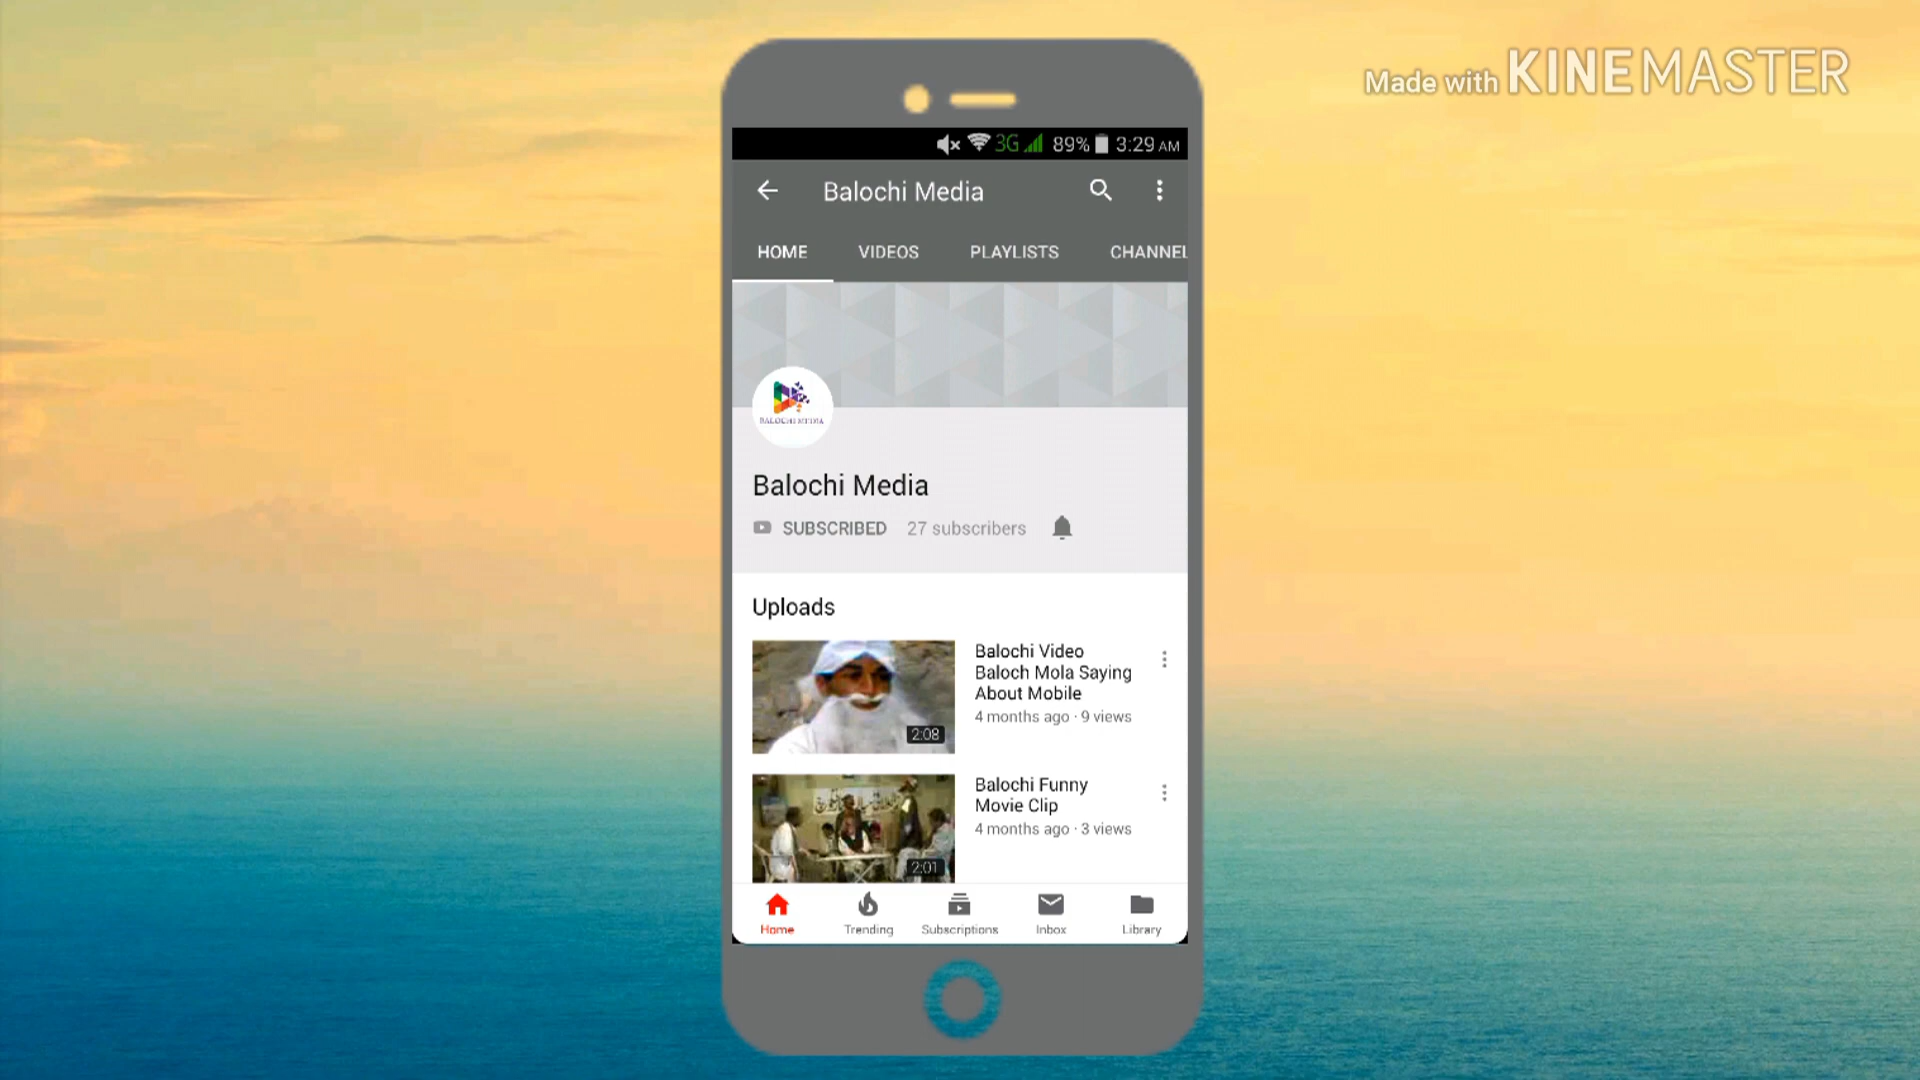 Made with KINEMASTER
3G 89% 3:29 AM
Balochi Media
HOME VIDEOS PLAYLISTS CHANNEL
BALOCHI MEDIA
Balochi Media
SUBSCRIBED 27 subscribers
Uploads
Balochi Video
Baloch Mola Saying
About Mobile
4 months ago · 9 views
2:08
Balochi Funny
Movie Clip
4 months ago · 3 views
2:01
Home Trending Subscriptions Inbox Library